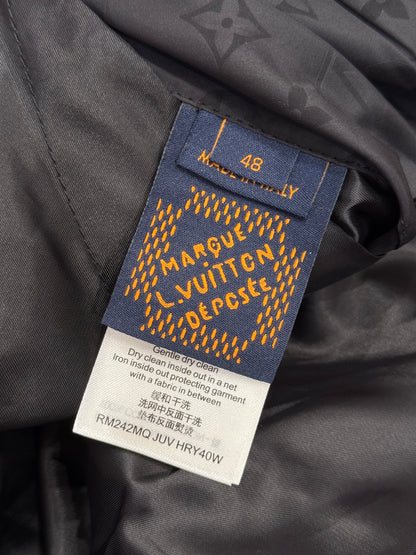 48
MADE IN ITALY
MARQUE
L.VUITTON
DÉPOSÉE
Gentle dry clean
Dry clean inside out in a net
Iron inside out protecting garment
with a fabric in between
缓和干洗
洗网中反面干洗
垫布反面熨烫
RM242MQ JUV HRY40W